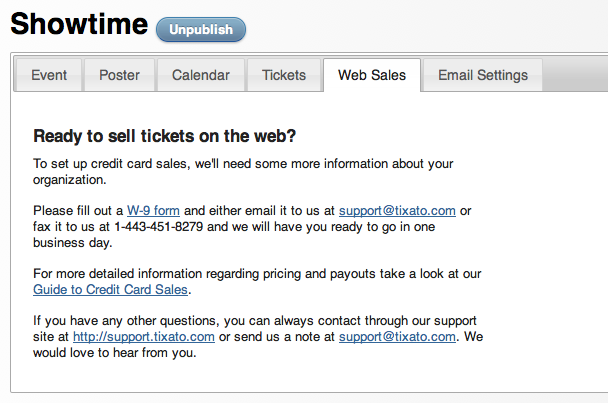 Showtime Unpublish
Event Poster Calendar Tickets Web Sales Email Settings
Ready to sell tickets on the web?
To set up credit card sales, we'll need some more information about your
organization.
Please fill out a W-9 form and either email it to us at support@tixato.com or
fax it to us at 1-443-451-8279 and we will have you ready to go in one
business day.
For more detailed information regarding pricing and payouts take a look at our
Guide to Credit Card Sales.
If you have any other questions, you can always contact through our support
site at http://support.tixato.com or send us a note at support@tixato.com. We
would love to hear from you.